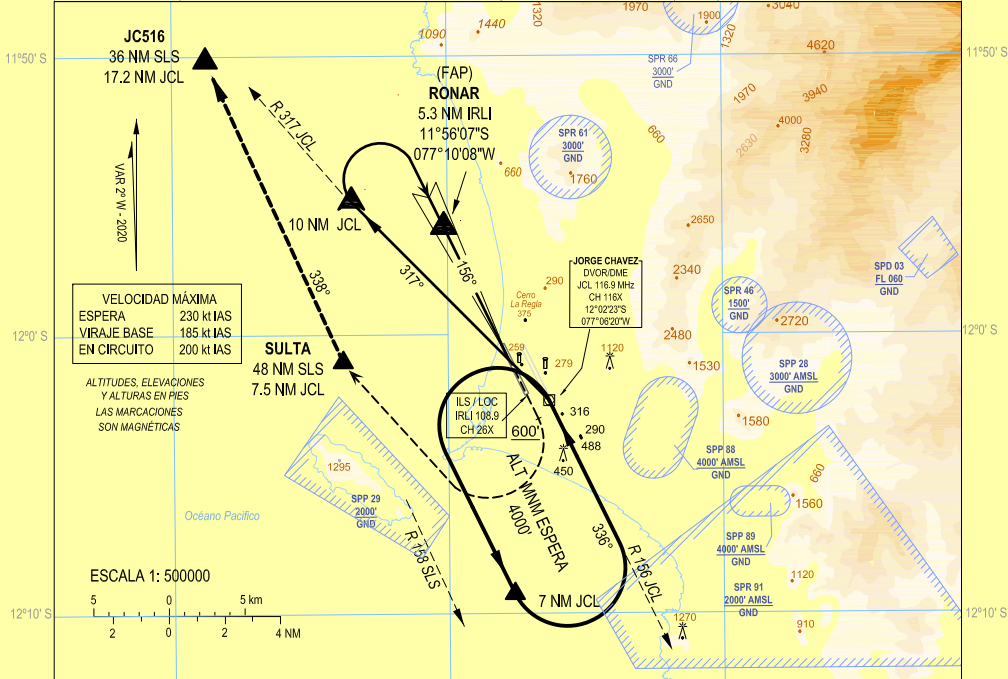 11°50' S
11°50' S
JC516
36 NM SLS
17.2 NM JCL
R 317 JCL
(FAP)
RONAR
5.3 NM IRLI
11°56'07"S
077°10'08"W
VAR 2° W - 2020
10 NM JCL
317°
156°
338°
VELOCIDAD MÁXIMA
ESPERA 230 kt IAS
VIRAJE BASE 185 kt IAS
EN CIRCUITO 200 kt IAS
ALTITUDES, ELEVACIONES
Y ALTURAS EN PIES
LAS MARCACIONES
SON MAGNÉTICAS
SULTA
48 NM SLS
7.5 NM JCL
12°0' S
12°0' S
JORGE CHAVEZ
DVOR/DME
JCL 116.9 MHz
CH 116X
12°02'23"S
077°06'20"W
Cerro
La Regla
375
290
259
279
1120
ILS / LOC
IRLI 108.9
CH 26X
600'
316
290
488
450
ALT MNM ESPERA
4000'
336°
R 156 JCL
R 158 SLS
7 NM JCL
1295
SPP 29
2000'
GND
Océano Pacifico
ESCALA 1: 500000
5 0 5 km
2 0 2 4 NM
12°10' S
12°10' S
1090
1440
1320
1970
1900
1320
3040
4620
SPR 66
3000'
GND
1970
3940
4000
3280
2630
660
660
SPR 61
3000'
GND
1760
2650
2340
SPD 03
FL 060
GND
SPR 46
1500'
GND
2720
2480
1530
SPP 28
3000' AMSL
GND
1580
SPP 88
4000' AMSL
GND
660
1560
SPP 89
4000' AMSL
GND
1120
SPR 91
2000' AMSL
GND
1270
910